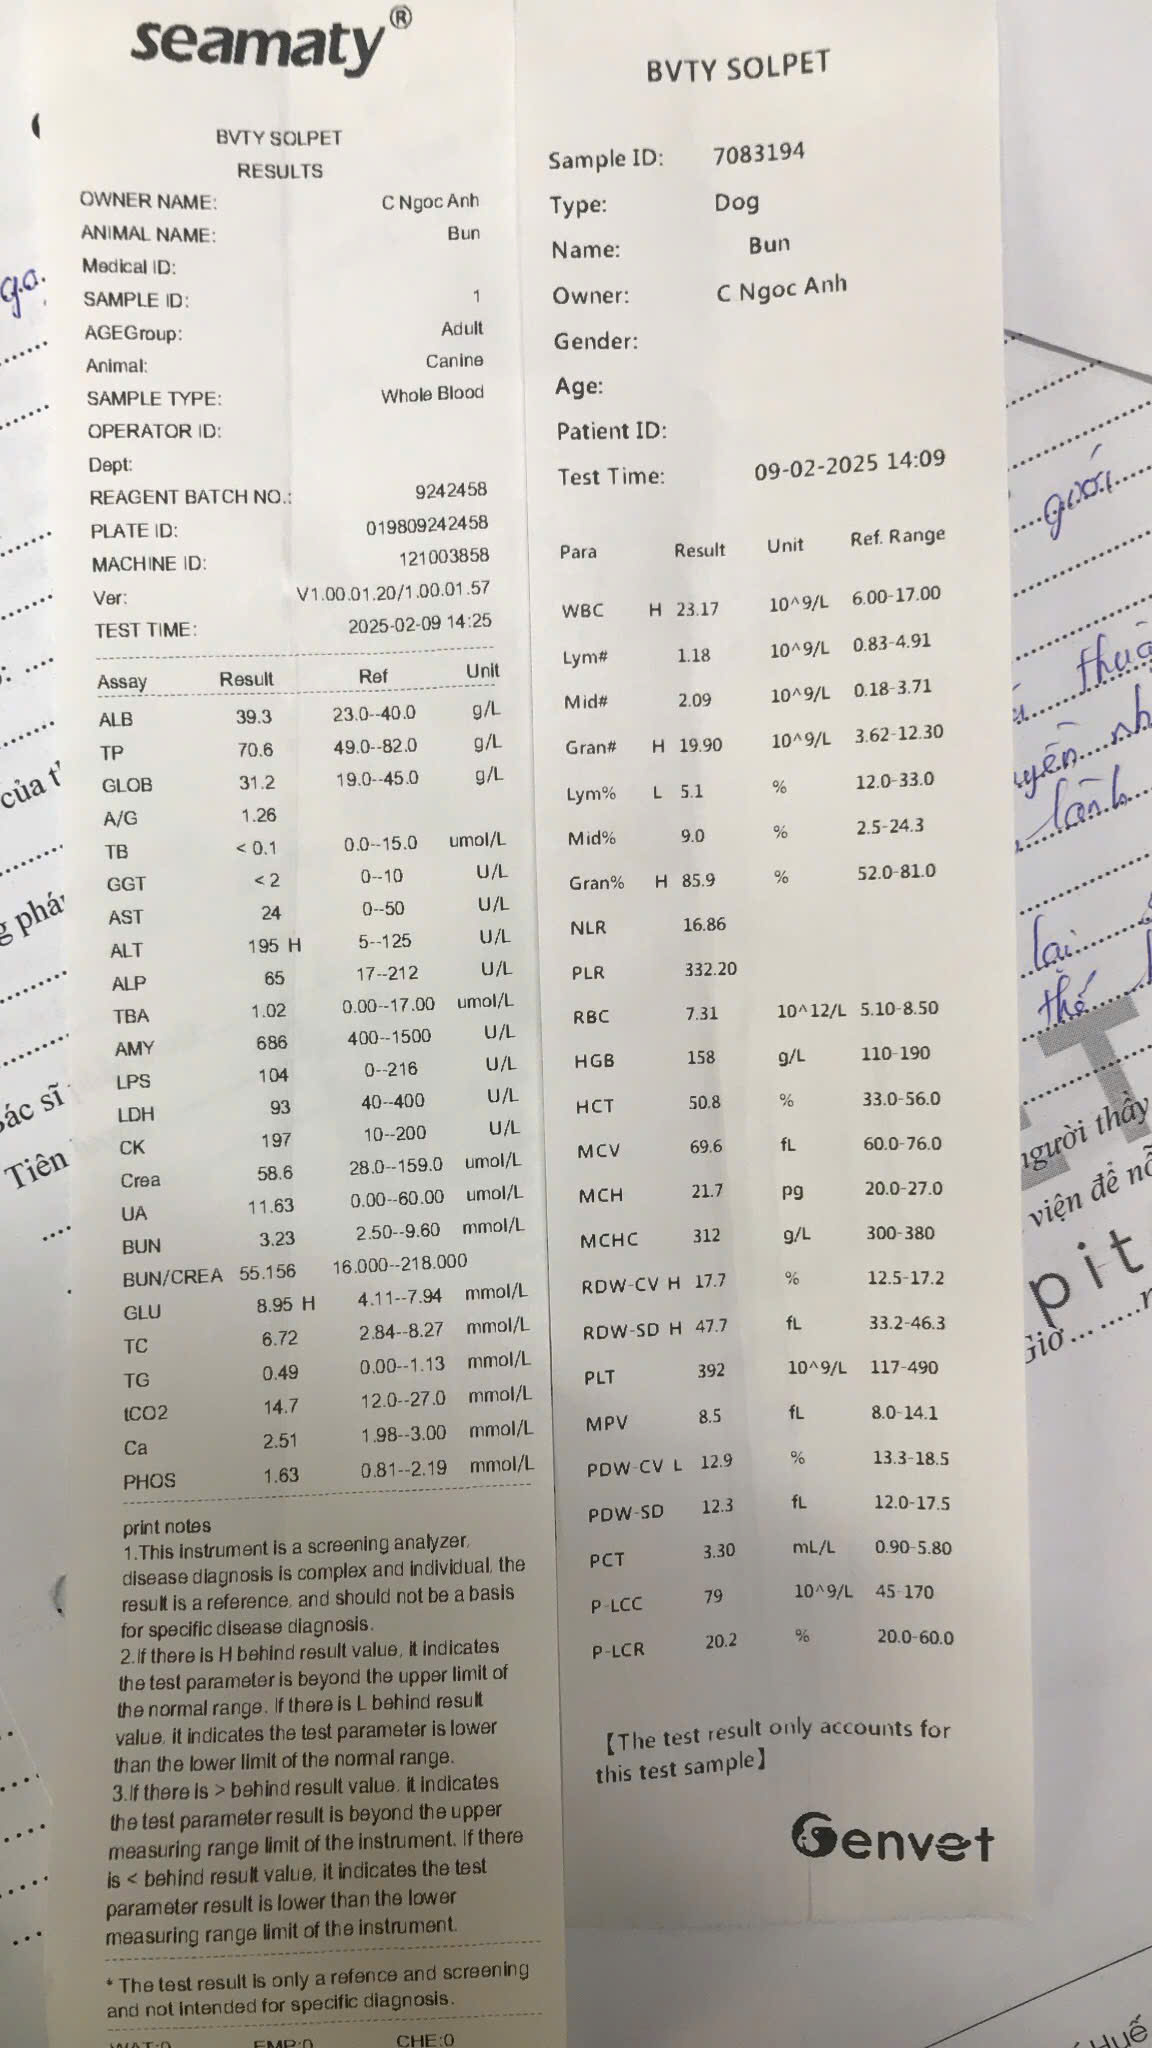 seamaty®
BVTY SOLPET
RESULTS
OWNER NAME: C Ngoc Anh
ANIMAL NAME: Bun
Medical ID:
SAMPLE ID: 1
AGEGroup: Adult
Animal: Canine
SAMPLE TYPE: Whole Blood
OPERATOR ID:
Dept:
REAGENT BATCH NO.: 9242458
PLATE ID: 019809242458
MACHINE ID: 121003858
Ver: V1.00.01.20/1.00.01.57
TEST TIME: 2025-02-09 14:25
Assay Result Ref Unit
ALB 39.3 23.0--40.0 g/L
TP 70.6 49.0--82.0 g/L
GLOB 31.2 19.0--45.0 g/L
A/G 1.26
TB < 0.1 0.0--15.0 umol/L
GGT < 2 0--10 U/L
AST 24 0--50 U/L
ALT 195 H 5--125 U/L
ALP 65 17--212 U/L
TBA 1.02 0.00--17.00 umol/L
AMY 686 400--1500 U/L
LPS 104 0--216 U/L
LDH 93 40--400 U/L
CK 197 10--200 U/L
Crea 58.6 28.0--159.0 umol/L
UA 11.63 0.00--60.00 umol/L
BUN 3.23 2.50--9.60 mmol/L
BUN/CREA 55.156 16.000--218.000
GLU 8.95 H 4.11--7.94 mmol/L
TC 6.72 2.84--8.27 mmol/L
TG 0.49 0.00--1.13 mmol/L
tCO2 14.7 12.0--27.0 mmol/L
Ca 2.51 1.98--3.00 mmol/L
PHOS 1.63 0.81--2.19 mmol/L
print notes
1.This instrument is a screening analyzer,
disease diagnosis is complex and individual, the
result is a reference, and should not be a basis
for specific disease diagnosis.
2.If there is H behind result value, it indicates
the test parameter is beyond the upper limit of
the normal range. If there is L behind result
value, it indicates the test parameter is lower
than the lower limit of the normal range.
3.If there is > behind result value, it indicates
the test parameter result is beyond the upper
measuring range limit of the instrument. If there
is < behind result value, it indicates the test
parameter result is lower than the lower
measuring range limit of the instrument.
* The test result is only a refence and screening
and not intended for specific diagnosis.
EMP:0 CHE:0
BVTY SOLPET
Sample ID: 7083194
Type: Dog
Name: Bun
Owner: C Ngoc Anh
Gender:
Age:
Patient ID:
Test Time: 09-02-2025 14:09
Para Result Unit Ref. Range
WBC H 23.17 10^9/L 6.00-17.00
Lym# 1.18 10^9/L 0.83-4.91
Mid# 2.09 10^9/L 0.18-3.71
Gran# H 19.90 10^9/L 3.62-12.30
Lym% L 5.1 % 12.0-33.0
Mid% 9.0 % 2.5-24.3
Gran% H 85.9 % 52.0-81.0
NLR 16.86
PLR 332.20
RBC 7.31 10^12/L 5.10-8.50
HGB 158 g/L 110-190
HCT 50.8 % 33.0-56.0
MCV 69.6 fL 60.0-76.0
MCH 21.7 pg 20.0-27.0
MCHC 312 g/L 300-380
RDW-CV H 17.7 % 12.5-17.2
RDW-SD H 47.7 fL 33.2-46.3
PLT 392 10^9/L 117-490
MPV 8.5 fL 8.0-14.1
PDW-CV L 12.9 % 13.3-18.5
PDW-SD 12.3 fL 12.0-17.5
PCT 3.30 mL/L 0.90-5.80
P-LCC 79 10^9/L 45-170
P-LCR 20.2 % 20.0-60.0
【The test result only accounts for
this test sample】
Genvet
của
Tiên
lại
người thầy
viện để
pit
Huế